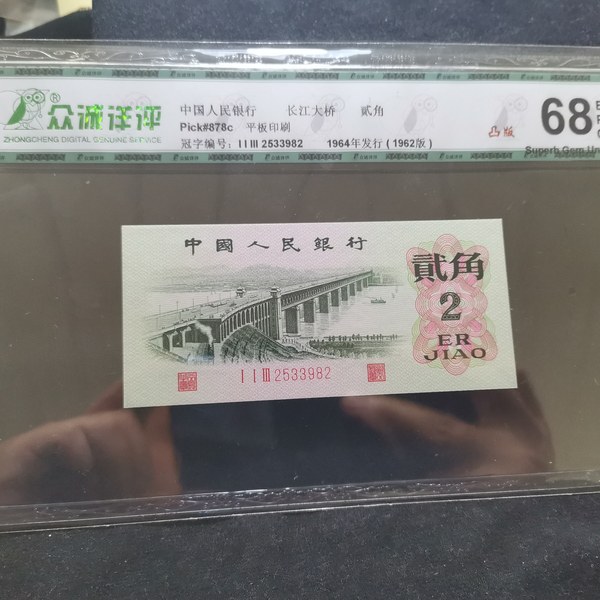 众诚详评®
ZHONGCHENG DIGITAL GENUINE SERVICE
中国人民银行 长江大桥 贰角
Pick#878c 平板印刷
冠字编号: I I III 2533982 1964年发行 (1962版)
凸版
68 E
Superb Gem Un
中國人民銀行
貳角
2
ER
JIAO
I I III 2533982